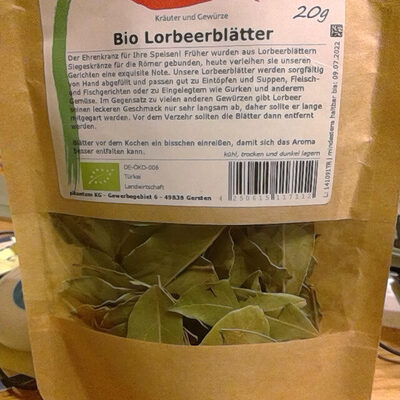 Kräuter und Gewürze
20g
Bio Lorbeerblätter
Der Ehrenkranz für Ihre Speisen! Früher wurden aus Lorbeerblättern
Siegeskränze für die Römer gebunden, heute verleihen sie unseren
Gerichten eine exquisite Note. Unsere Lorbeerblätter werden sorgfältig
von Hand abgefüllt und passen gut zu Eintöpfen und Suppen, Fleisch-
und Fischgerichten oder zu Eingelegtem wie Gurken und anderem
Gemüse. Im Gegensatz zu vielen anderen Gewürzen gibt Lorbeer
seinen leckeren Geschmack nur sehr langsam ab, daher sollte er lange
mitgegart werden. Vor dem Verzehr sollten die Blätter dann entfernt
werden.
Blätter vor dem Kochen ein bisschen einreißen, damit sich das Aroma
besser entfalten kann.
kühl, trocken und dunkel lagern
DE-ÖKO-006
Türkei
Landwirtschaft
- Gewerbegebiet 6 - 49838 Gersten
4 250615 117312
mindestens haltbar bis: 09.07.2022